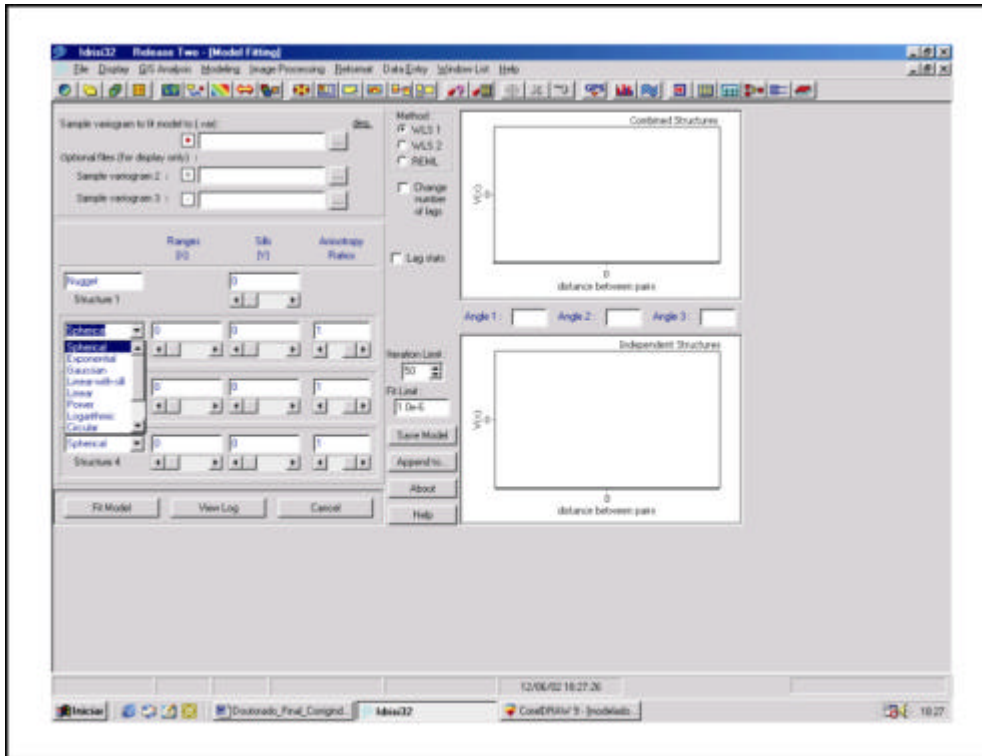 Idrisi32 Release Two - [Model Fitting]
File Display GIS Analysis Modeling Image Processing Reformat Data Entry Window List Help
Sample variogram to fit model to (.var): deg.
Optional files (for display only) :
Sample variogram 2 :
Sample variogram 3 :
Ranges Sills Anisotropy
[X] [Y] Ratios
Nugget 0
Structure 1
Spherical 0 0 1
Spherical
Exponential
Gaussian
Linear-with-sill
Linear
Power
Logarithmic
Circular
0 0 1
Spherical 0 0 1
Structure 4
Fit Model View Log Cancel
Method:
WLS 1
WLS 2
REML
Change
number
of lags
Lag stats
Iteration Limit
50
Fit Limit
1.0e-6
Save Model
Append to...
About
Help
Combined Structures
V(x)
0
0
distance between pairs
Angle 1 : Angle 2 : Angle 3 :
Independent Structures
V(x)
0
0
distance between pairs
12/06/02 18:27:26
Iniciar Doutorado_Final_Corrigid... Idrisi32 CorelDRAW 9 - [modelado... 18:27